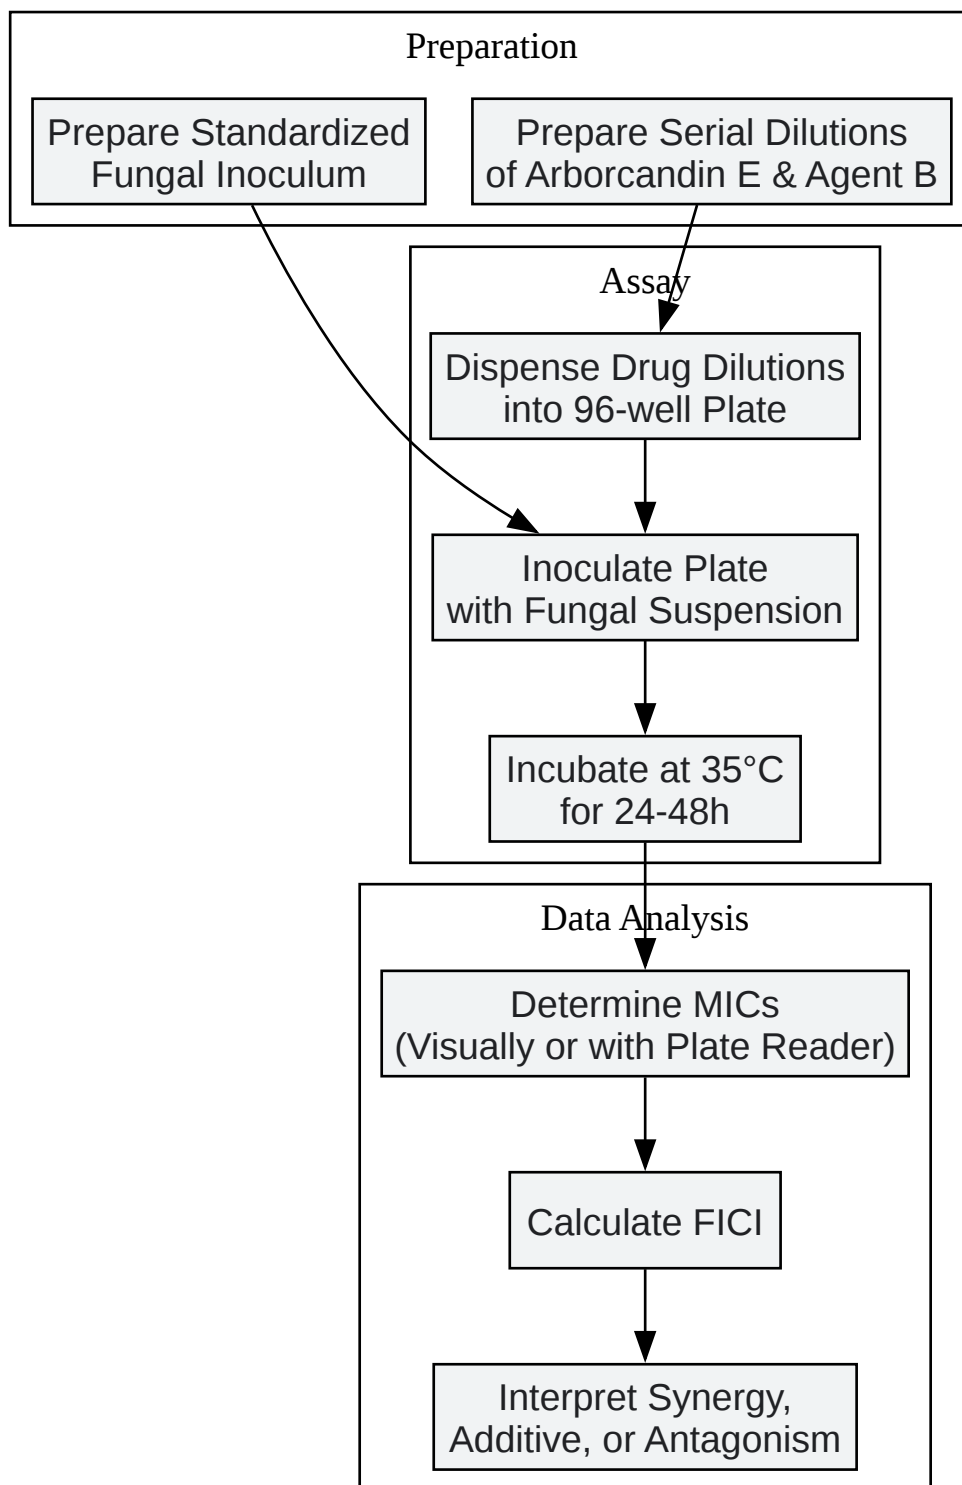 Preparation
Prepare Standardized
Fungal Inoculum
Prepare Serial Dilutions
of Arborcandin E & Agent B
Assay
Dispense Drug Dilutions
into 96-well Plate
Inoculate Plate
with Fungal Suspension
Incubate at 35°C
for 24-48h
Data Analysis
Determine MICs
(Visually or with Plate Reader)
Calculate FICI
Interpret Synergy,
Additive, or Antagonism